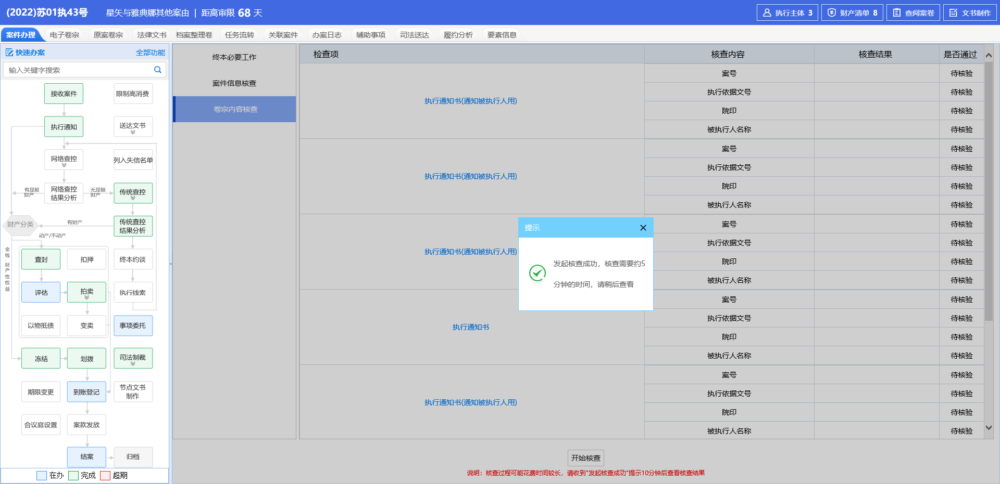 (2022)苏01执43号 星矢与雅典娜其他案由 | 距离审限 68 天 执行主体 3 财产清单 8 查阅案卷 文书制作
案件办理 电子卷宗 原案卷宗 法律文书 档案整理卷 任务流转 关联案件 办案日志 辅助事项 司法送达 履约分析 要素信息
快速办案 全部功能
输入关键字搜索
接收案件 限制高消费
执行通知 送达文书
网络查控 列入失信名单
有足额
财产
网络查控
结果分析
无足额
财产
传统查控
财产分类 有财产
传统查控
结果分析
动产/不动产
金钱、财产性权益
查封 扣押 终本约谈
评估 拍卖 执行线索
以物抵债 变卖 事项委托
冻结 划拨 司法制裁
期限变更 到账登记
节点文书
制作
合议庭设置 案款发放
结案 归档
在办 完成 超期
终本必要工作
案件信息核查
卷宗内容核查
检查项 核查内容 核查结果 是否通过
执行通知书(通知被执行人用)
案号 待核验
执行依据文号 待核验
院印 待核验
被执行人名称 待核验
执行通知书(通知被执行人用)
案号 待核验
执行依据文号 待核验
院印 待核验
被执行人名称 待核验
执行通知书(通知被执行人用)
案号 待核验
执行依据文号 待核验
院印 待核验
被执行人名称 待核验
执行通知书
案号 待核验
执行依据文号 待核验
院印 待核验
被执行人名称 待核验
执行通知书(通知被执行人用)
案号 待核验
执行依据文号 待核验
院印 待核验
被执行人名称 待核验
提示
发起核查成功，核查需要约5
分钟的时间，请稍后查看
开始核查
说明：核查过程可能花费时间较长，请收到"发起核查成功"提示10分钟后查看核查结果